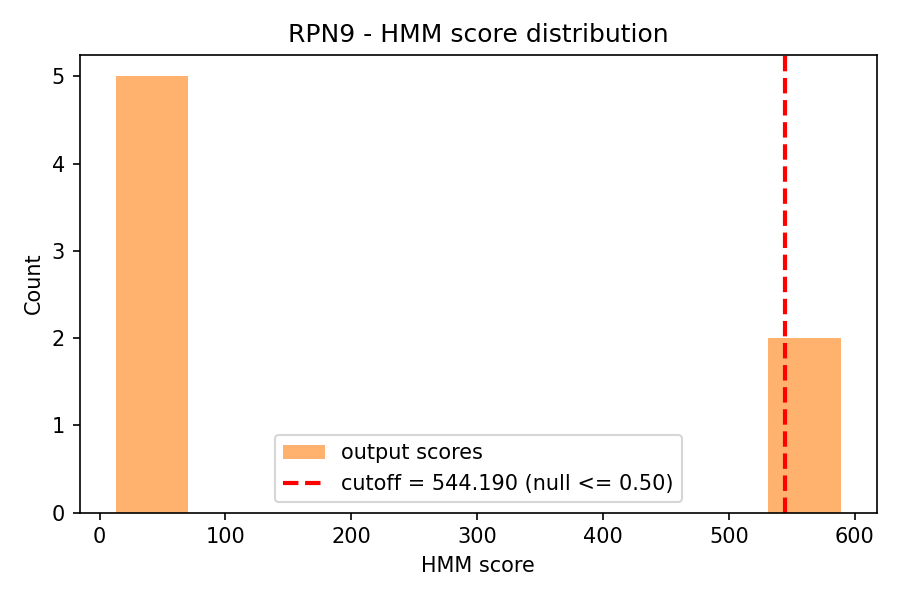 RPN9 - HMM score distribution
Count
5
4
3
2
1
0
output scores
cutoff = 544.190 (null <= 0.50)
0 100 200 300 400 500 600
HMM score